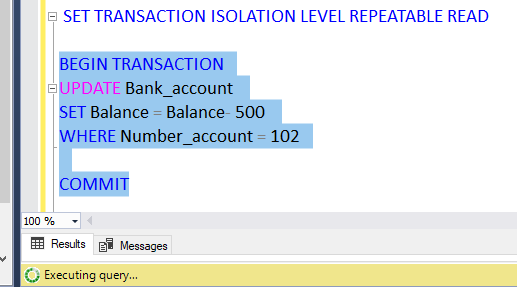 SET TRANSACTION ISOLATION LEVEL REPEATABLE READ
BEGIN TRANSACTION
UPDATE Bank_account
SET Balance = Balance- 500
WHERE Number_account = 102
COMMIT
100 %
Results Messages
Executing query...